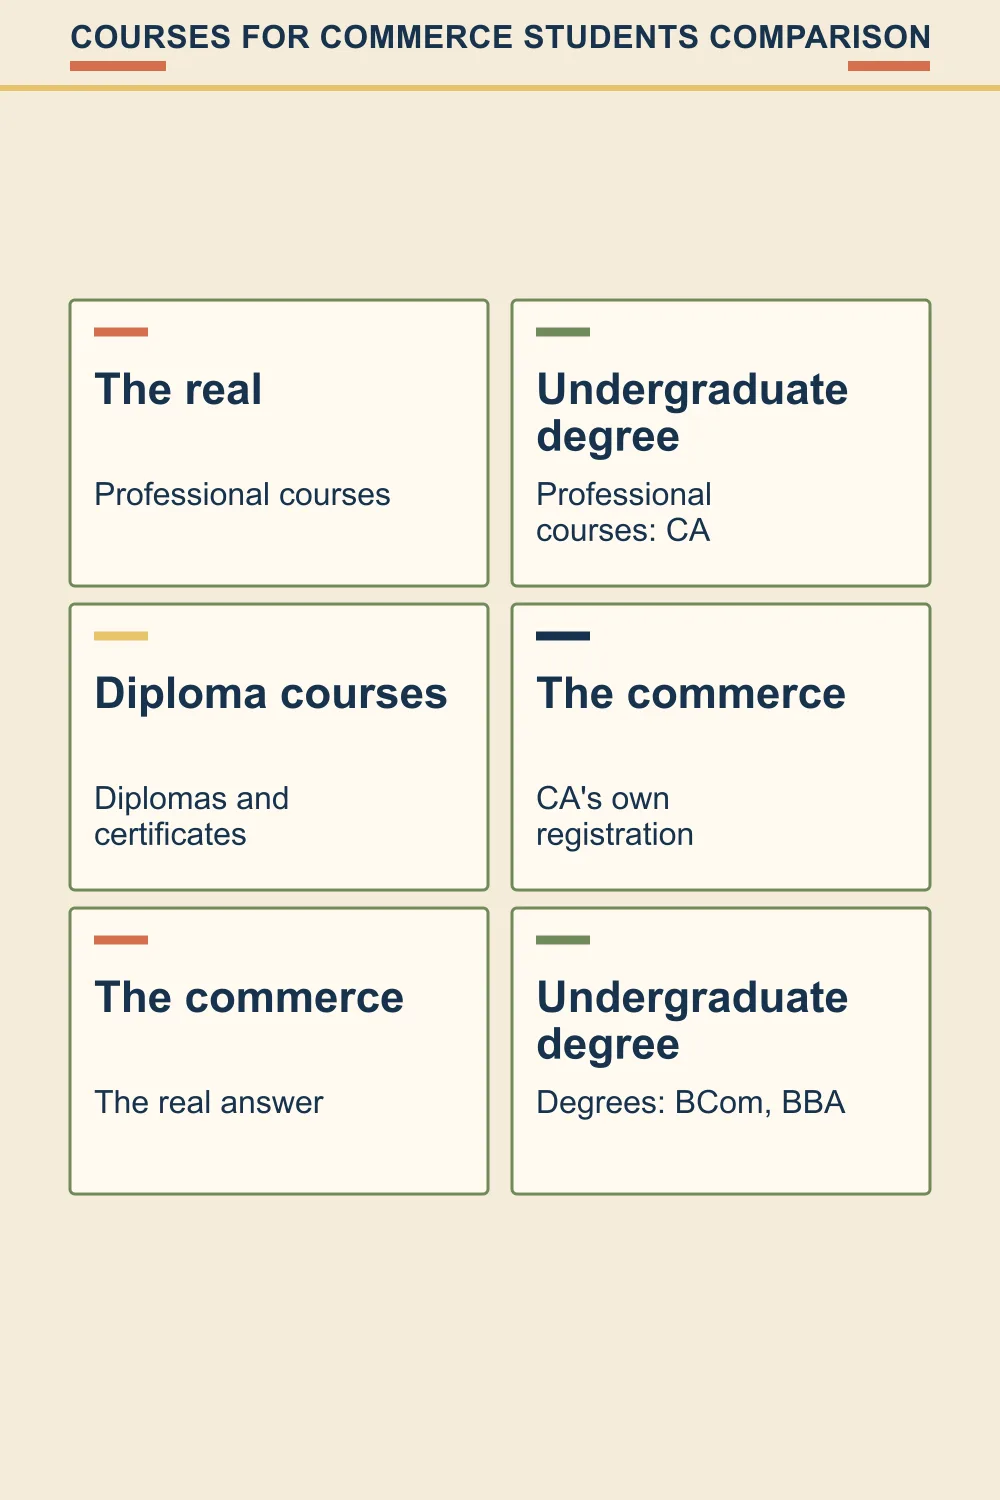 COURSES FOR COMMERCE STUDENTS COMPARISON
The real
Professional courses
Undergraduate
degree
Professional
courses: CA
Diploma courses
Diplomas and
certificates
The commerce
CA's own
registration
The commerce
The real answer
Undergraduate
degree
Degrees: BCom, BBA